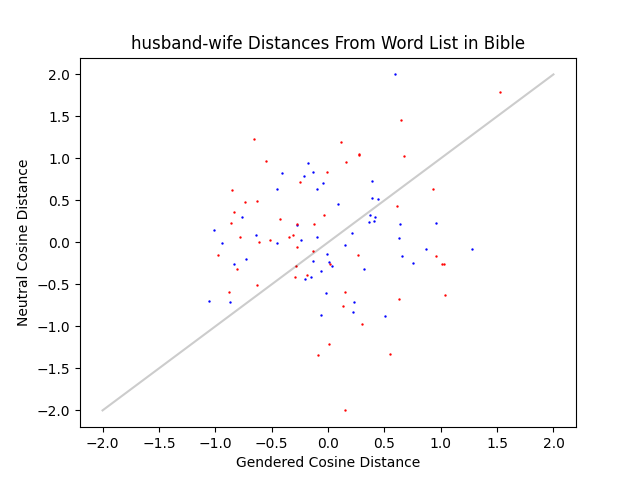 husband-wife Distances From Word List in Bible
Neutral Cosine Distance
2.0
1.5
1.0
0.5
0.0
−0.5
−1.0
−1.5
−2.0
−2.0 −1.5 −1.0 −0.5 0.0 0.5 1.0 1.5 2.0
Gendered Cosine Distance